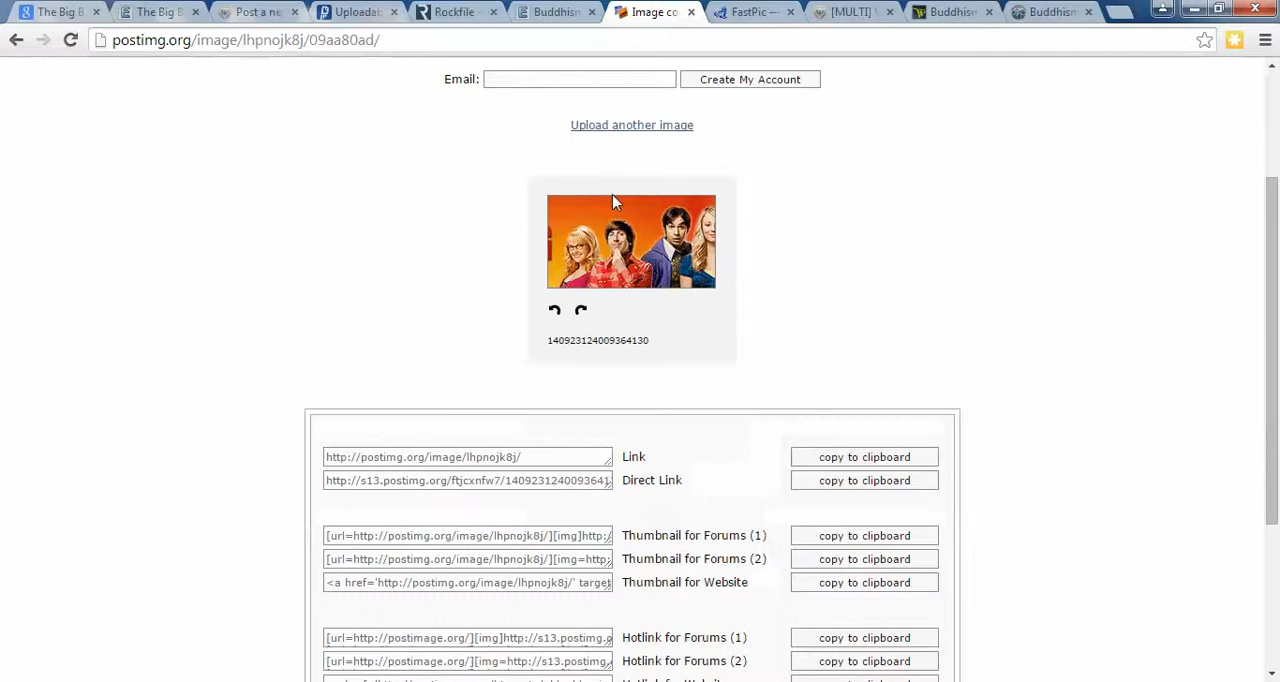 The Big B
The Big B
Post a ne
Uploadab
Rockfile -
Buddhism
Image co
FastPic —
[MULTI]
Buddhism
Buddhism
postimg.org/image/lhpnojk8j/09aa80ad/
Email:
Create My Account
Upload another image
140923124009364130
http://postimg.org/image/lhpnojk8j/ Link copy to clipboard
http://s13.postimg.org/ftjcxnfw7/1409231240093641 Direct Link copy to clipboard
[url=http://postimg.org/image/lhpnojk8j/][img]http:/ Thumbnail for Forums (1) copy to clipboard
[url=http://postimg.org/image/lhpnojk8j/][img=http: Thumbnail for Forums (2) copy to clipboard
<a href='http://postimg.org/image/lhpnojk8j/' target Thumbnail for Website copy to clipboard
[url=http://postimage.org/][img]http://s13.postimg.o Hotlink for Forums (1) copy to clipboard
[url=http://postimage.org/][img=http://s13.postimg. Hotlink for Forums (2) copy to clipboard